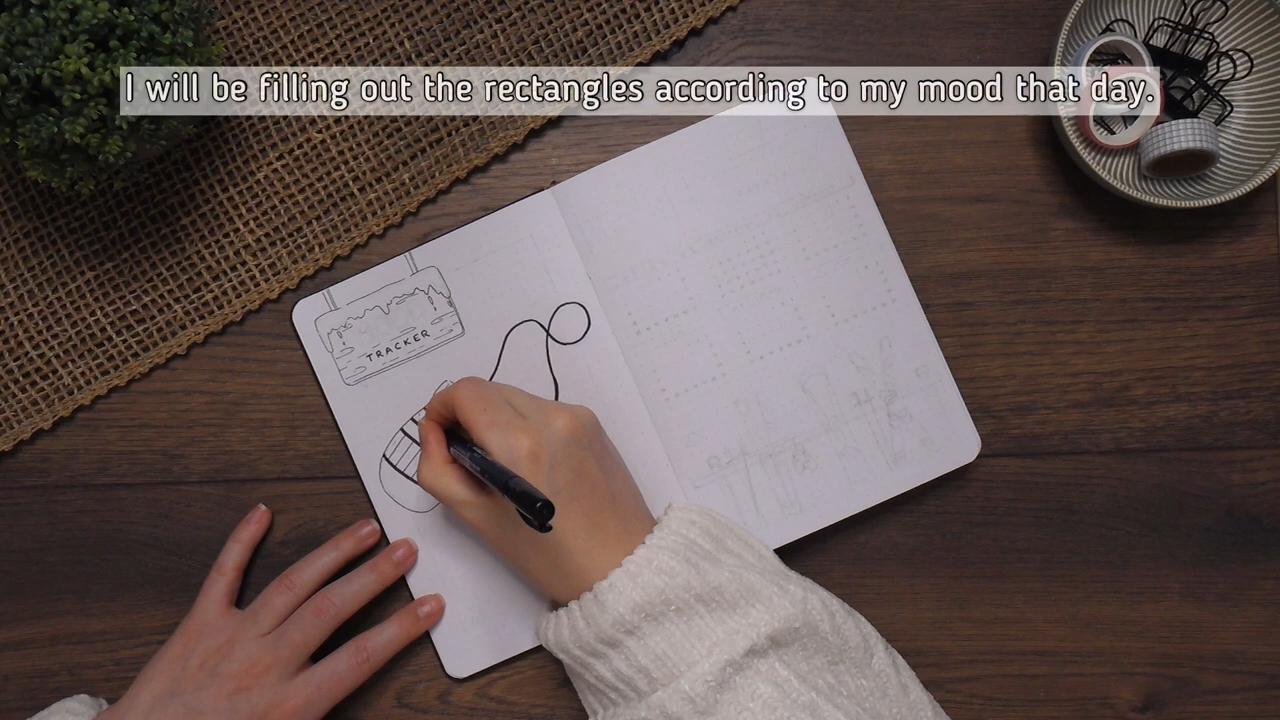 I will be filling out the rectangles according to my mood that day.
TRACKER